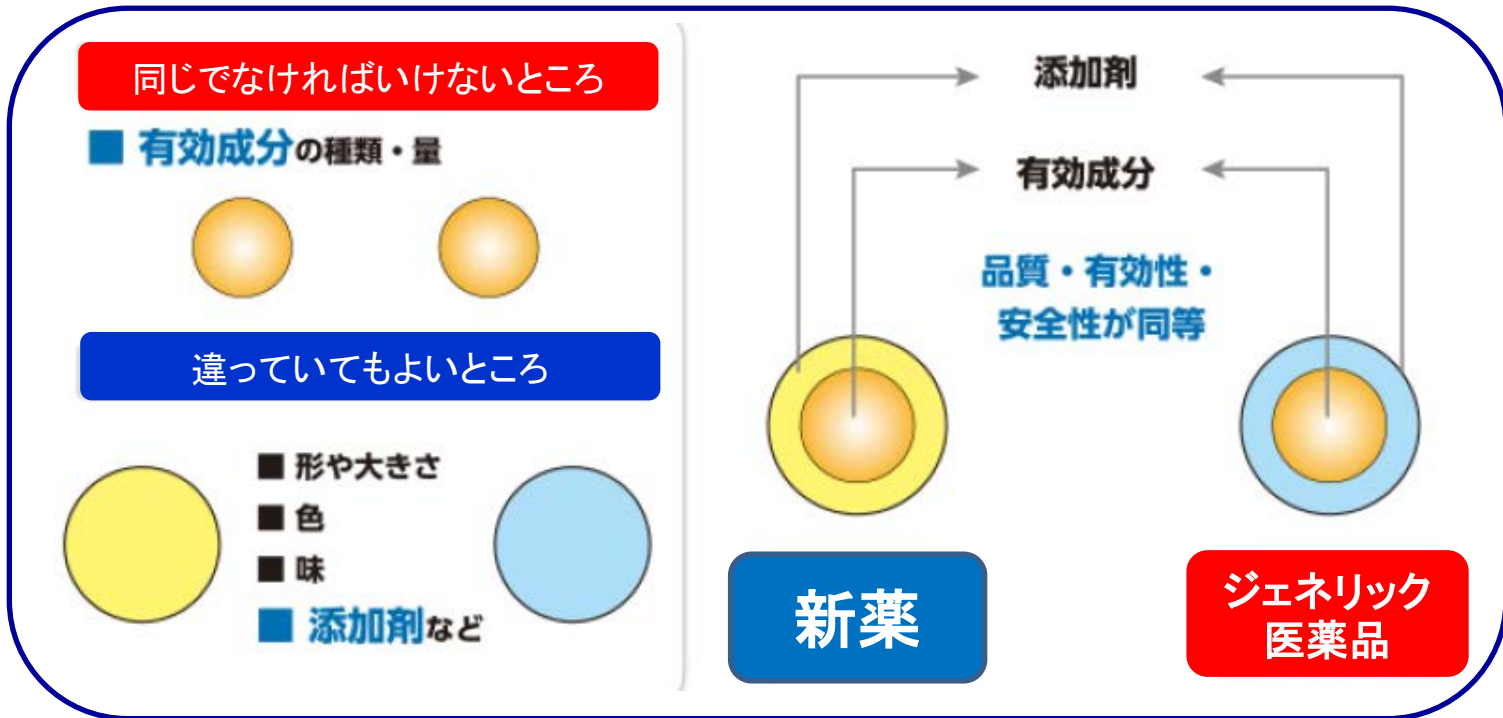 同じでなければいけないところ
■ 有効成分の種類・量
違っていてもよいところ
■ 形や大きさ
■ 色
■ 味
■ 添加剤など
添加剤
有効成分
品質・有効性・
安全性が同等
新薬
ジェネリック
医薬品